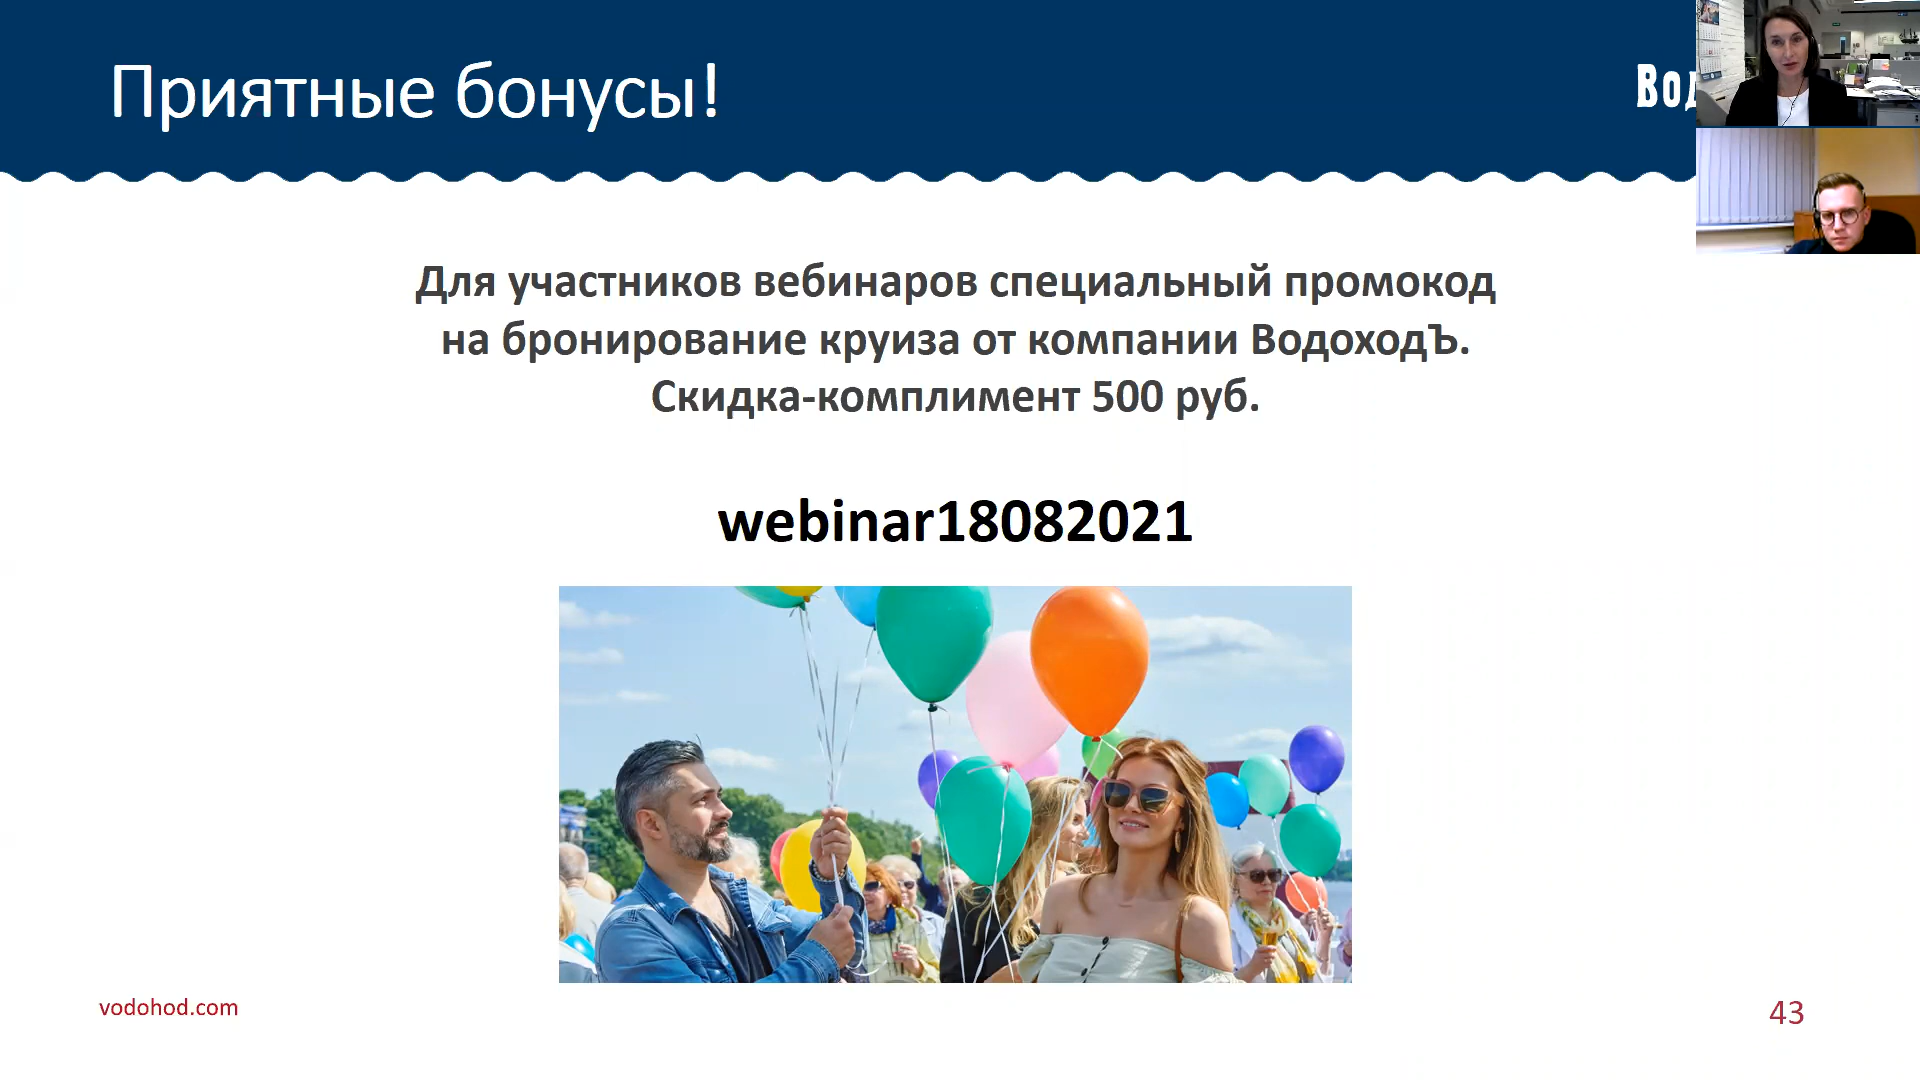 Приятные бонусы!
Для участников вебинаров специальный промокод
на бронирование круиза от компании ВодоходЪ.
Скидка-комплимент 500 руб.
webinar18082021
vodohod.com
43